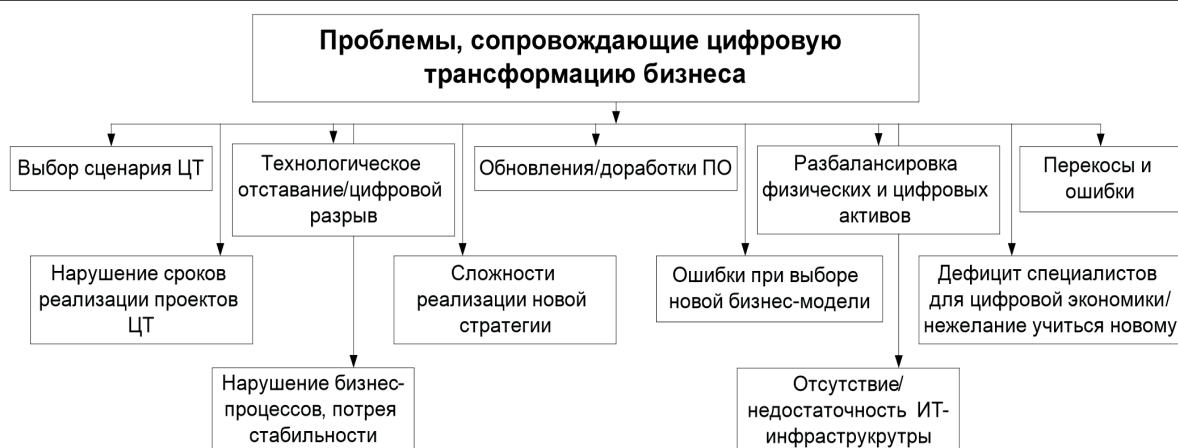 Проблемы, сопровождающие цифровую
трансформацию бизнеса
Выбор сценария ЦТ
Технологическое
отставание/цифровой
разрыв
Обновления/доработки ПО
Разбалансировка
физических и цифровых
активов
Перекосы и
ошибки
Нарушение сроков
реализации проектов
ЦТ
Сложности
реализации новой
стратегии
Ошибки при выборе
новой бизнес-модели
Дефицит специалистов
для цифровой экономики/
нежелание учиться новому
Нарушение бизнес-
процессов, потрея
стабильности
Отсутствие/
недостаточность ИТ-
инфраструкрутры